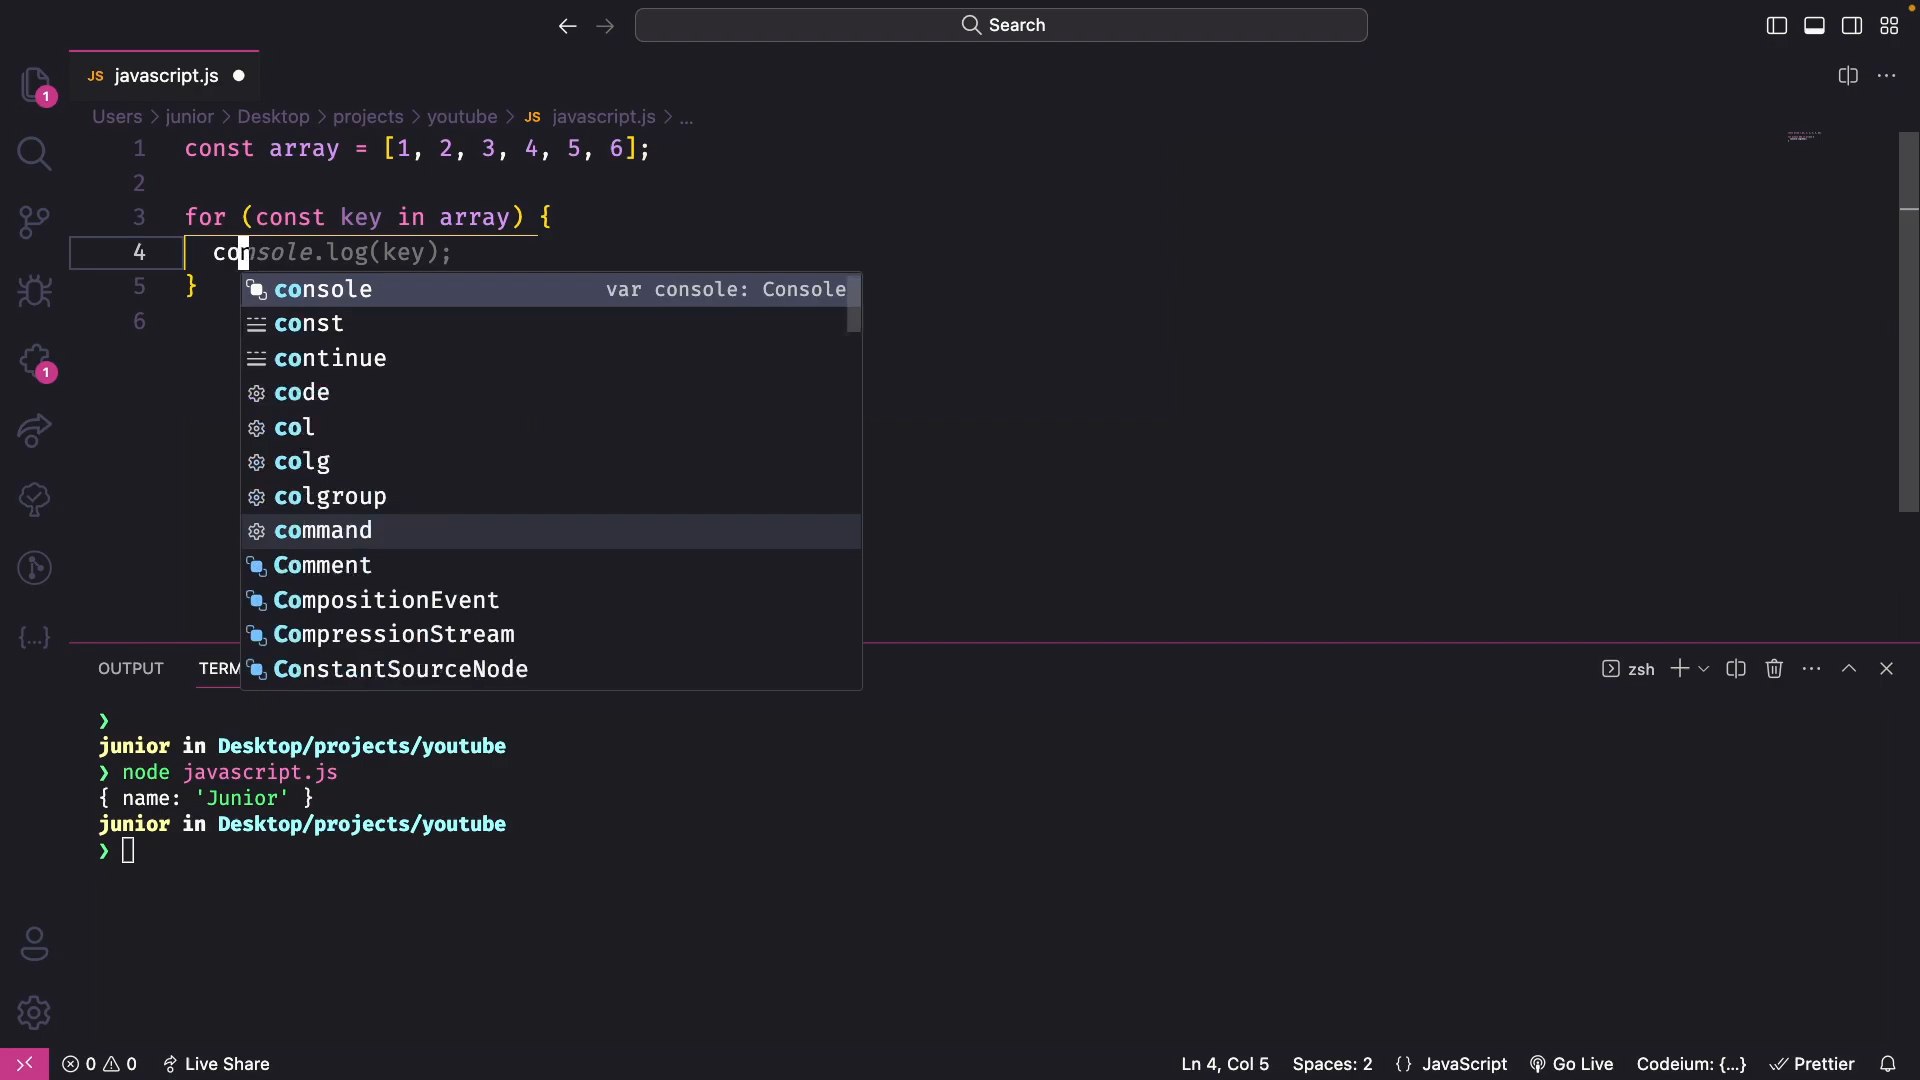 Search
JS javascript.js
1
Users > junior > Desktop > projects > youtube > JS javascript.js > ...
1 const array = [1, 2, 3, 4, 5, 6];
2
3 for (const key in array) {
4 console.log(key);
5 }
6
console var console: Console
const
continue
code
col
colg
colgroup
command
Comment
CompositionEvent
CompressionStream
ConstantSourceNode
1
{...}
OUTPUT TERM zsh
❯
junior in Desktop/projects/youtube
❯ node javascript.js
{ name: 'Junior' }
junior in Desktop/projects/youtube
❯
0 0 Live Share Ln 4, Col 5 Spaces: 2 {} JavaScript Go Live Codeium: {...} Prettier